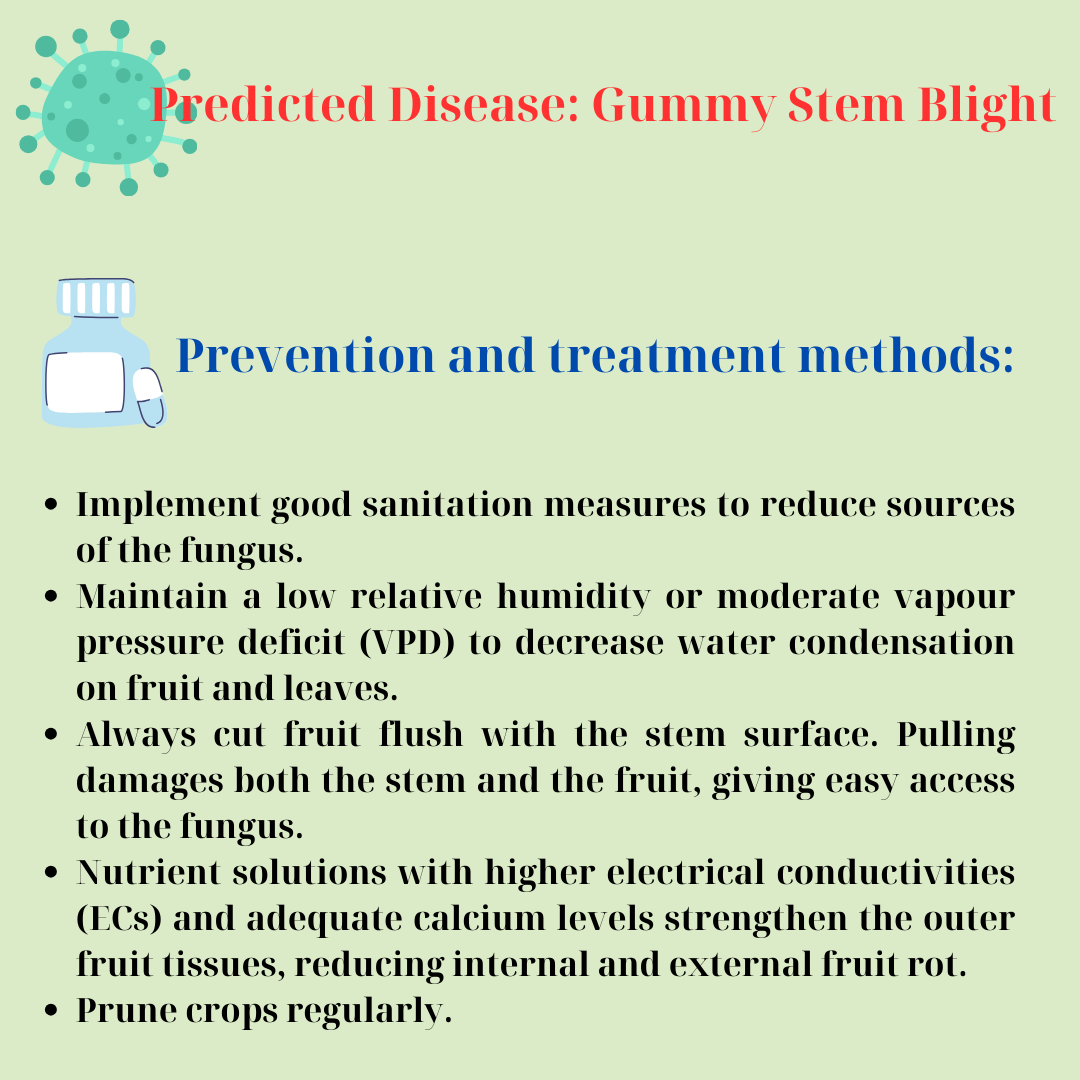 Predicted Disease: Gummy Stem Blight
Prevention and treatment methods:
• Implement good sanitation measures to reduce sources
of the fungus.
• Maintain a low relative humidity or moderate vapour
pressure deficit (VPD) to decrease water condensation
on fruit and leaves.
• Always cut fruit flush with the stem surface. Pulling
damages both the stem and the fruit, giving easy access
to the fungus.
• Nutrient solutions with higher electrical conductivities
(ECs) and adequate calcium levels strengthen the outer
fruit tissues, reducing internal and external fruit rot.
• Prune crops regularly.